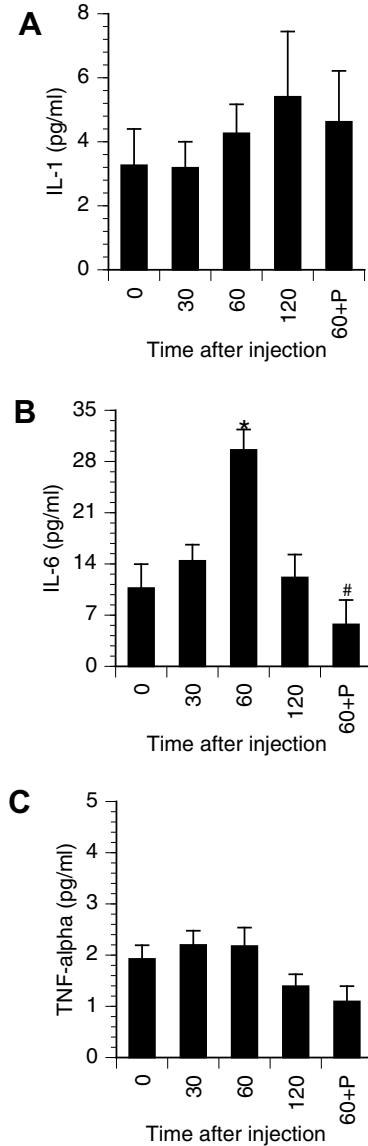 A
IL-1 (pg/ml)
8
6
4
2
0
0
30
60
120
60+P
Time after injection
B
IL-6 (pg/ml)
35
28
21
14
7
0
*
#
0
30
60
120
60+P
Time after injection
C
TNF-alpha (pg/ml)
5
4
3
2
1
0
0
30
60
120
60+P
Time after injection